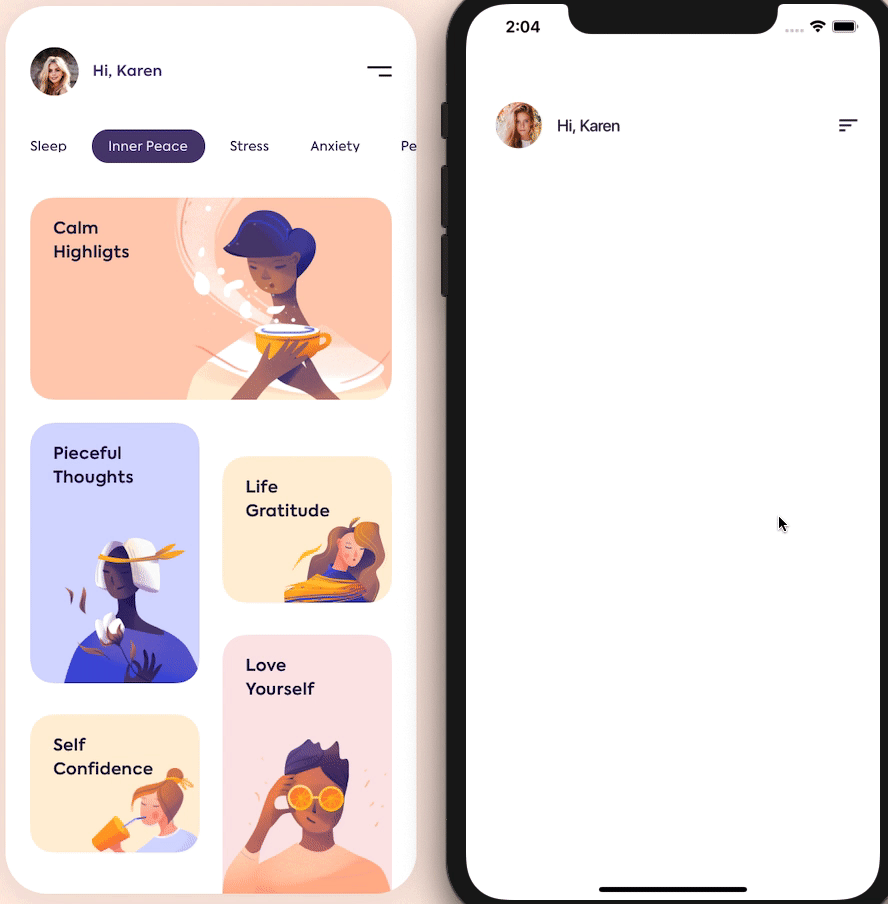 Hi, Karen
Sleep
Inner Peace
Stress
Anxiety
Pe
Calm
Highligts
Pieceful
Thoughts
Life
Gratitude
Love
Yourself
Self
Confidence
2:04
Hi, Karen